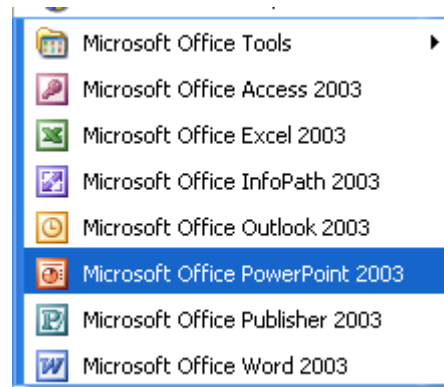 Microsoft Office Tools
Microsoft Office Access 2003
Microsoft Office Excel 2003
Microsoft Office InfoPath 2003
Microsoft Office Outlook 2003
Microsoft Office PowerPoint 2003
Microsoft Office Publisher 2003
Microsoft Office Word 2003